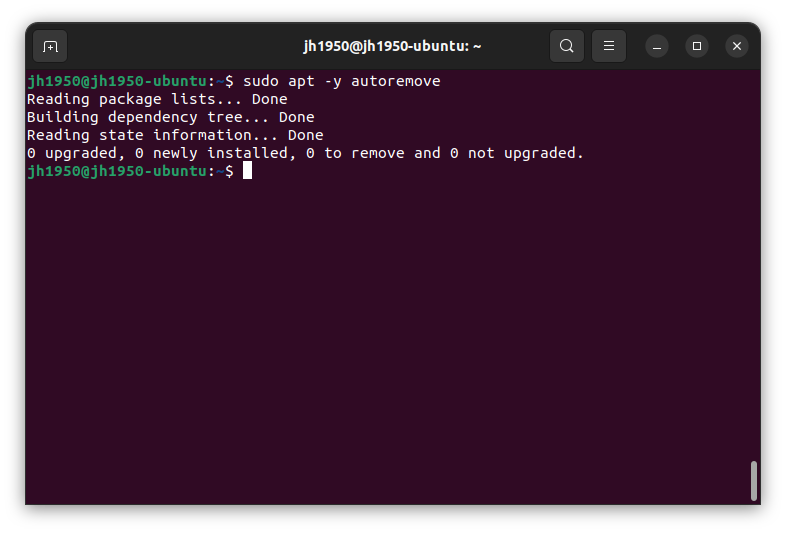 jh1950@jh1950-ubuntu: ~
jh1950@jh1950-ubuntu:~$ sudo apt -y autoremove
Reading package lists... Done
Building dependency tree... Done
Reading state information... Done
0 upgraded, 0 newly installed, 0 to remove and 0 not upgraded.
jh1950@jh1950-ubuntu:~$